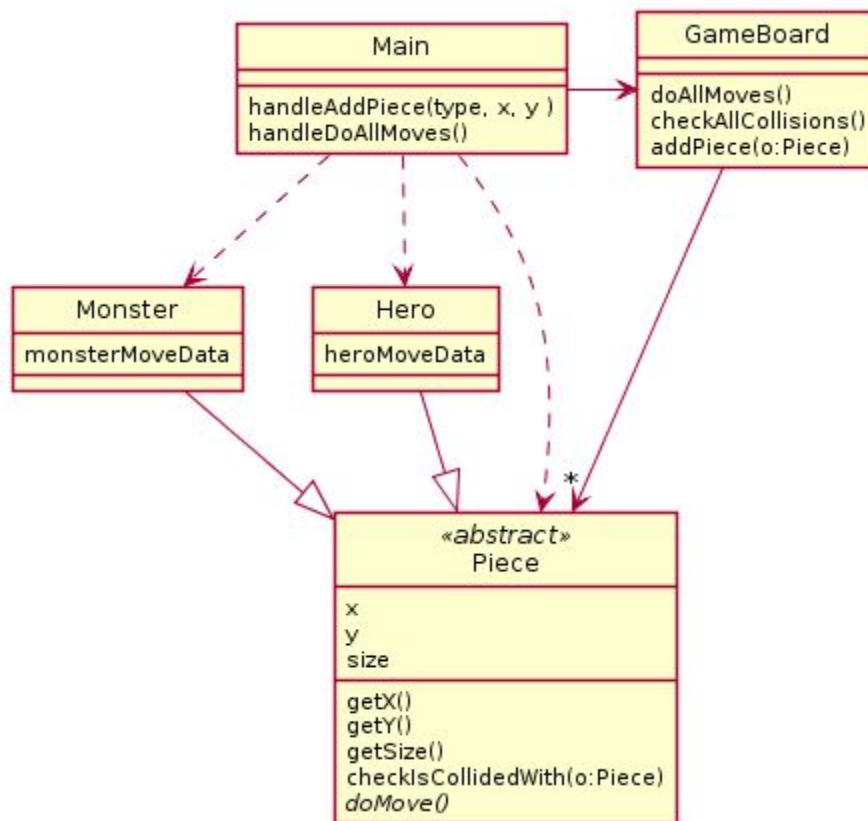 Main
handleAddPiece(type, x, y )
handleDoAllMoves()
GameBoard
doAllMoves()
checkAllCollisions()
addPiece(o:Piece)
Monster
monsterMoveData
Hero
heroMoveData
*
«abstract»
Piece
x
y
size
getX()
getY()
getSize()
checkIsCollidedWith(o:Piece)
doMove()